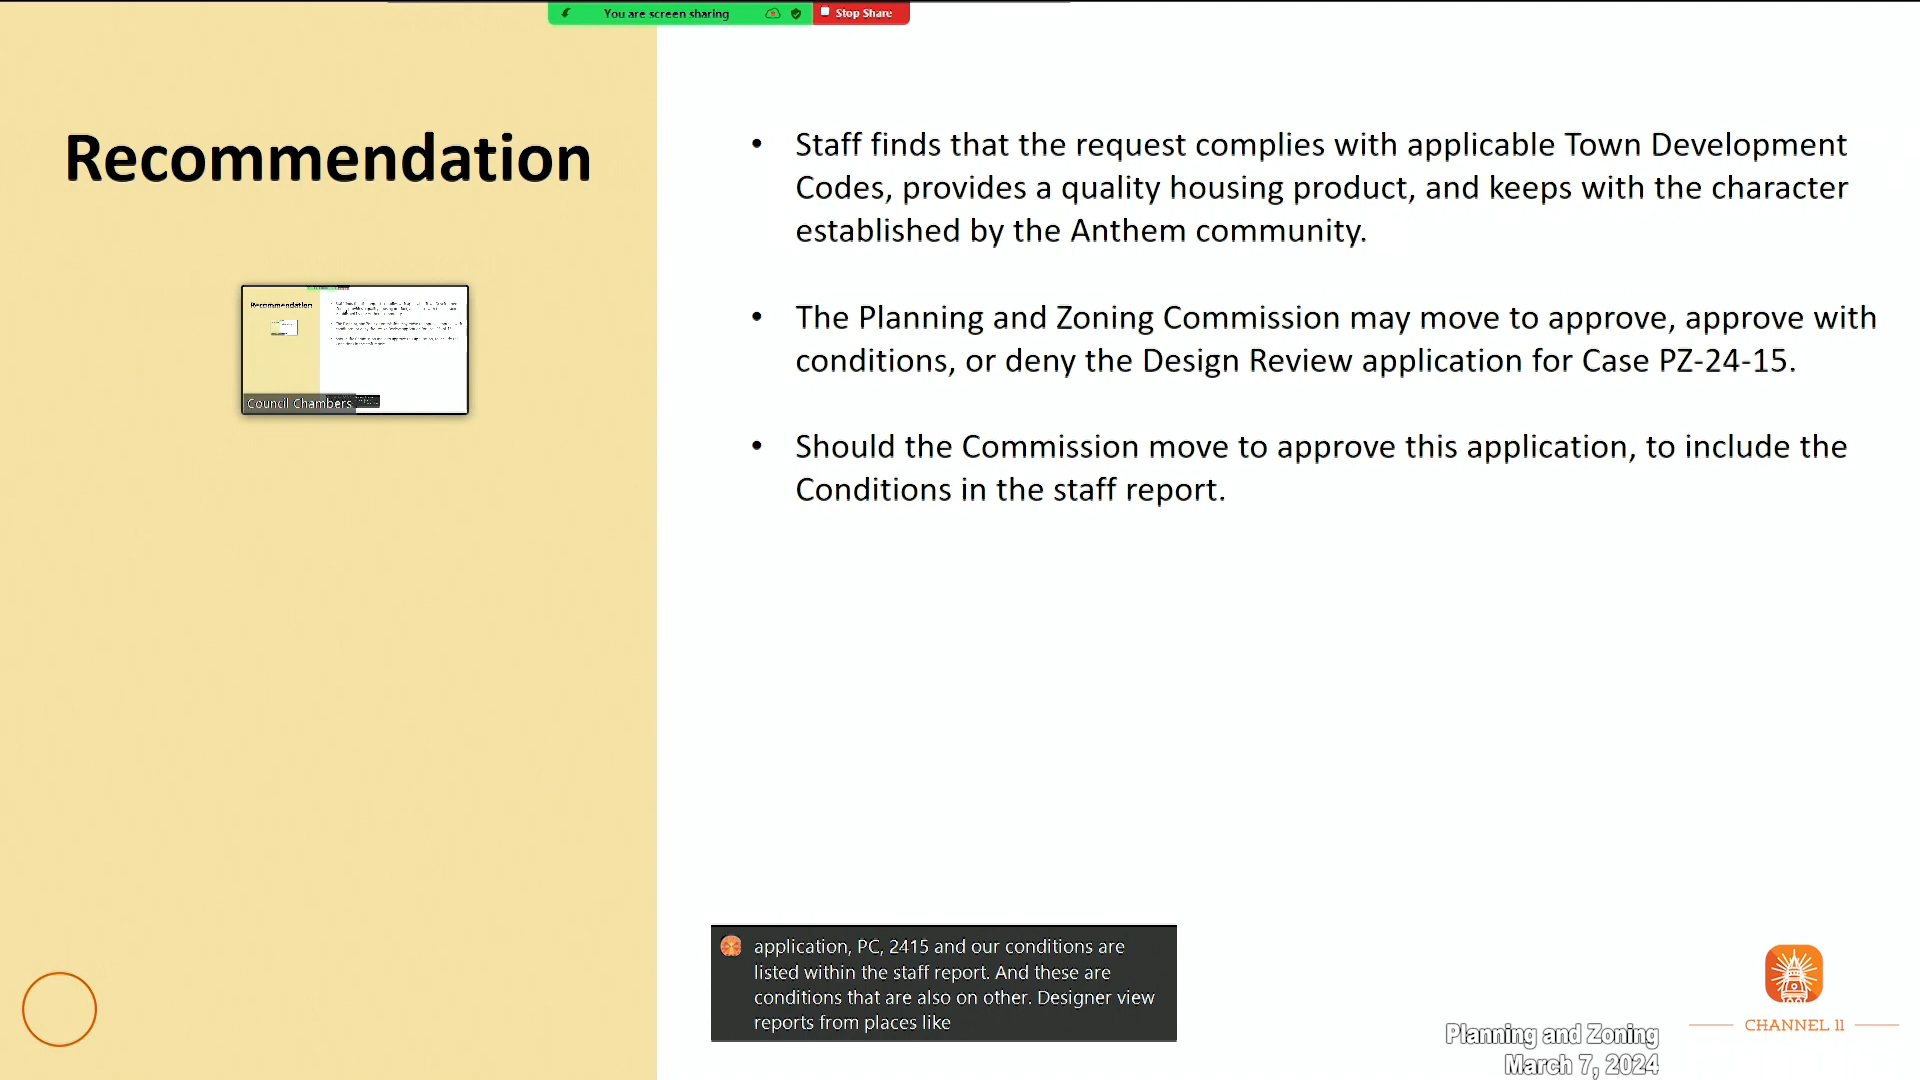 You are screen sharing
Stop Share
Recommendation
• Staff finds that the request complies with applicable Town Development
Codes, provides a quality housing product, and keeps with the character
established by the Anthem community.
• The Planning and Zoning Commission may move to approve, approve with
conditions, or deny the Design Review application for Case PZ-24-15.
• Should the Commission move to approve this application, to include the
Conditions in the staff report.
Recommendation
Council Chambers
application, PC, 2415 and our conditions are
listed within the staff report. And these are
conditions that are also on other. Designer view
reports from places like
CHANNEL 11
Planning and Zoning
March 7, 2024